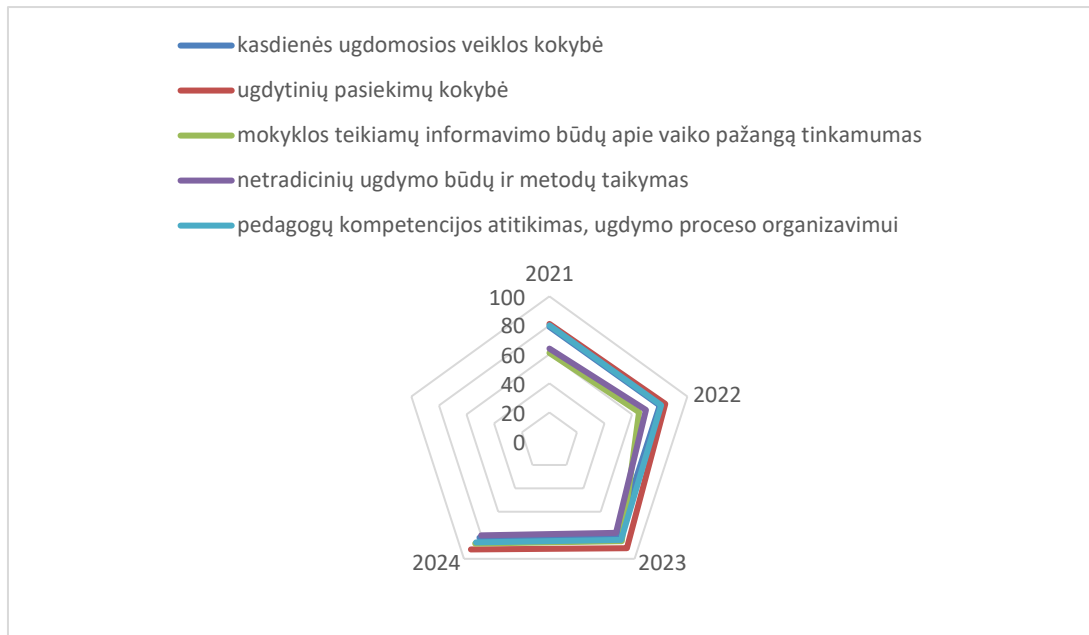 kasdienės ugdomosios veiklos kokybė
ugdytinių pasiekimų kokybė
mokyklos teikiamų informavimo būdų apie vaiko pažangą tinkamumas
netradicinių ugdymo būdų ir metodų taikymas
pedagogų kompetencijos atitikimas, ugdymo proceso organizavimui
2021
100
80
60
40
20
0
2022
2024
2023